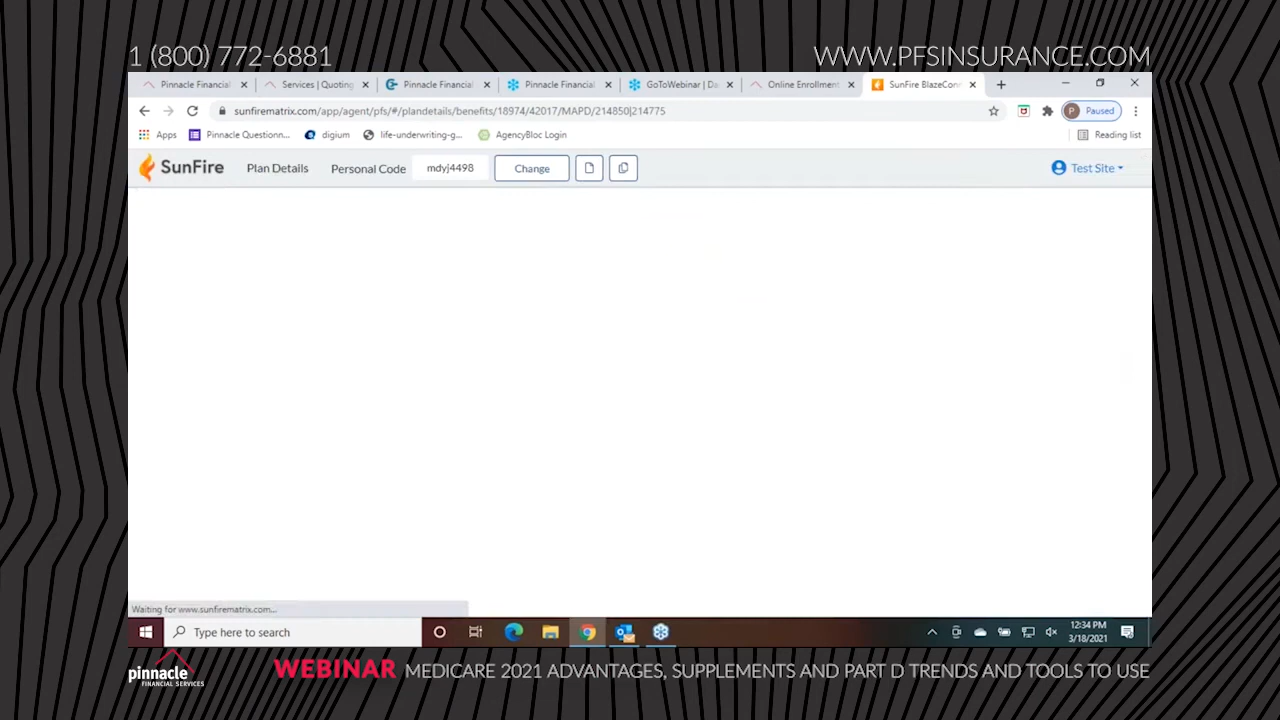 1 (800) 772-6881
WWW.PFSINSURANCE.COM
Pinnacle Financial
Services | Quoting
Pinnacle Financial
Pinnacle Financial
GoToWebinar | Da
Online Enrollment
SunFire BlazeConn
sunfirematrix.com/app/agent/pfs/#/plandetails/benefits/18974/42017/MAPD/214850|214775
Paused
Apps
Pinnacle Questionn...
digium
life-underwriting-g...
AgencyBloc Login
Reading list
SunFire
Plan Details
Personal Code
mdyj4498
Change
Test Site
Waiting for www.sunfirematrix.com...
Type here to search
12:34 PM
3/18/2021
pinnacle
FINANCIAL SERVICES
WEBINAR MEDICARE 2021 ADVANTAGES, SUPPLEMENTS AND PART D TRENDS AND TOOLS TO USE